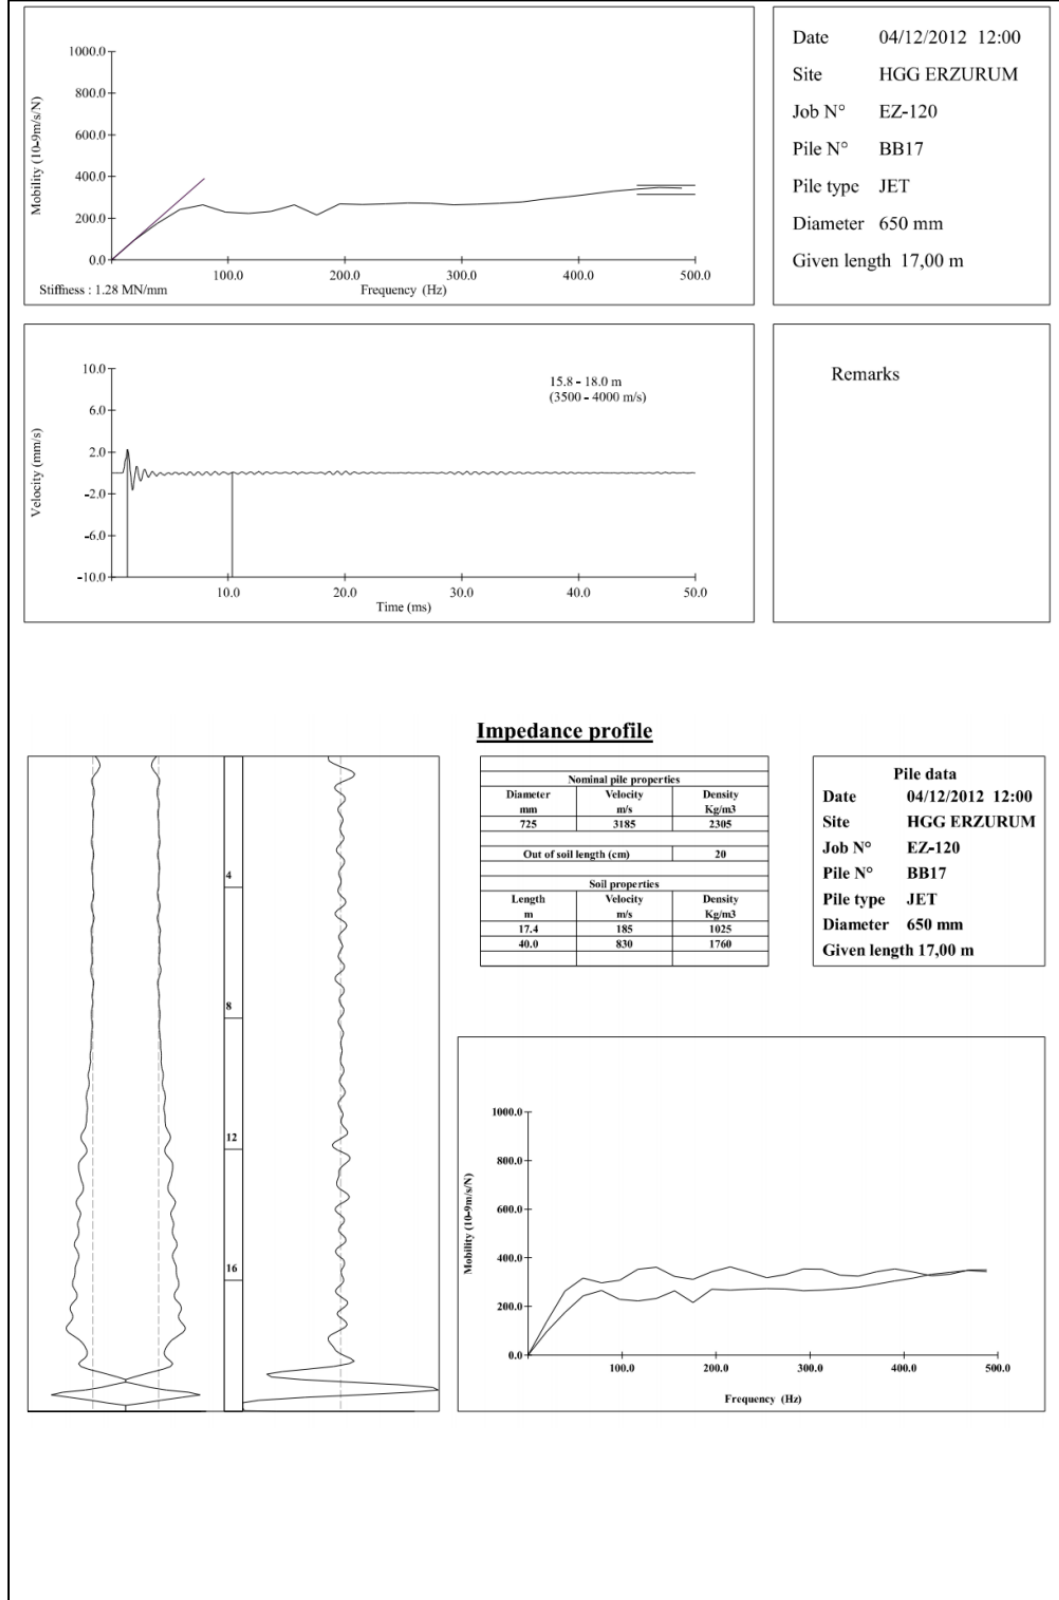 1000.0
800.0
600.0
400.0
200.0
0.0
Mobility (10-9m/s/N)
100.0 200.0 300.0 400.0 500.0
Stiffness : 1.28 MN/mm
Frequency (Hz)
Date 04/12/2012 12:00
Site HGG ERZURUM
Job N° EZ-120
Pile N° BB17
Pile type JET
Diameter 650 mm
Given length 17,00 m
10.0
6.0
2.0
-2.0
-6.0
-10.0
Velocity (mm/s)
15.8 - 18.0 m
(3500 - 4000 m/s)
10.0 20.0 30.0 40.0 50.0
Time (ms)
Remarks
Impedance profile
4
8
12
16
Nominal pile properties
Diameter Velocity Density
mm m/s Kg/m3
725 3185 2305
Out of soil length (cm) 20
Soil properties
Length Velocity Density
m m/s Kg/m3
17.4 185 1025
40.0 830 1760
Pile data
Date 04/12/2012 12:00
Site HGG ERZURUM
Job N° EZ-120
Pile N° BB17
Pile type JET
Diameter 650 mm
Given length 17,00 m
1000.0
800.0
600.0
400.0
200.0
0.0
Mobility (10-9m/s/N)
100.0 200.0 300.0 400.0 500.0
Frequency (Hz)